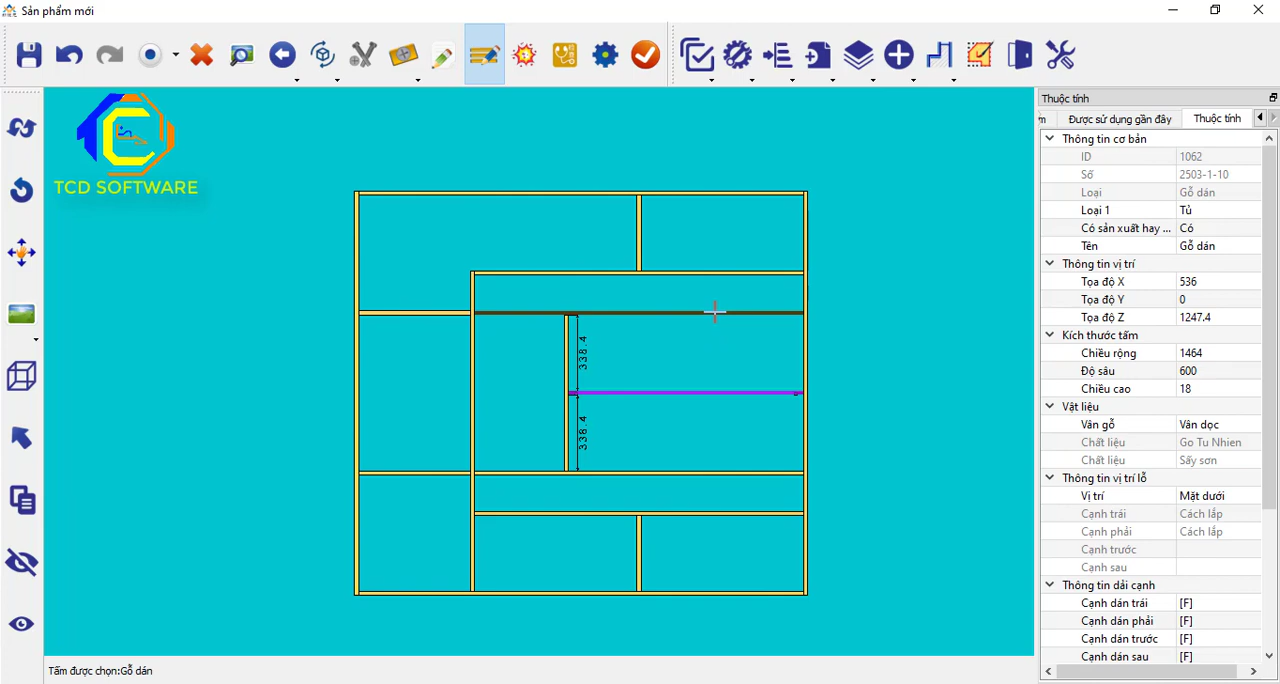 Sản phẩm mới
TCD SOFTWARE
338.4
338.4
Tấm được chọn:Gỗ dán
Thuộc tính
Được sử dụng gần đây
Thuộc tính
Thông tin cơ bản
ID 1062
Số 2503-1-10
Loại Gỗ dán
Loại 1 Tủ
Có sản xuất hay ... Có
Tên Gỗ dán
Thông tin vị trí
Tọa độ X 536
Tọa độ Y 0
Tọa độ Z 1247.4
Kích thước tấm
Chiều rộng 1464
Độ sâu 600
Chiều cao 18
Vật liệu
Vân gỗ Vân dọc
Chất liệu Go Tu Nhien
Chất liệu Sấy sơn
Thông tin vị trí lỗ
Vị trí Mặt dưới
Cạnh trái Cách lắp
Cạnh phải Cách lắp
Cạnh trước
Cạnh sau
Thông tin dải cạnh
Cạnh dán trái [F]
Cạnh dán phải [F]
Cạnh dán trước [F]
Cạnh dán sau [F]